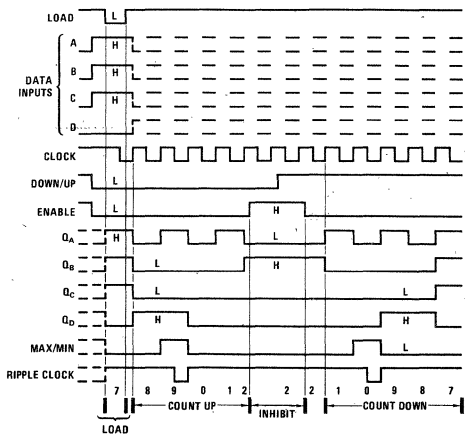 LOAD L
A H
B H
C H
D
DATA INPUTS
CLOCK
DOWN/UP L
ENABLE L H
QA H L
QB L H
QC L L
QD H H
MAX/MIN L
RIPPLE CLOCK
7 8 9 0 1 2 2 2 1 0 9 8 7
COUNT UP INHIBIT COUNT DOWN
LOAD